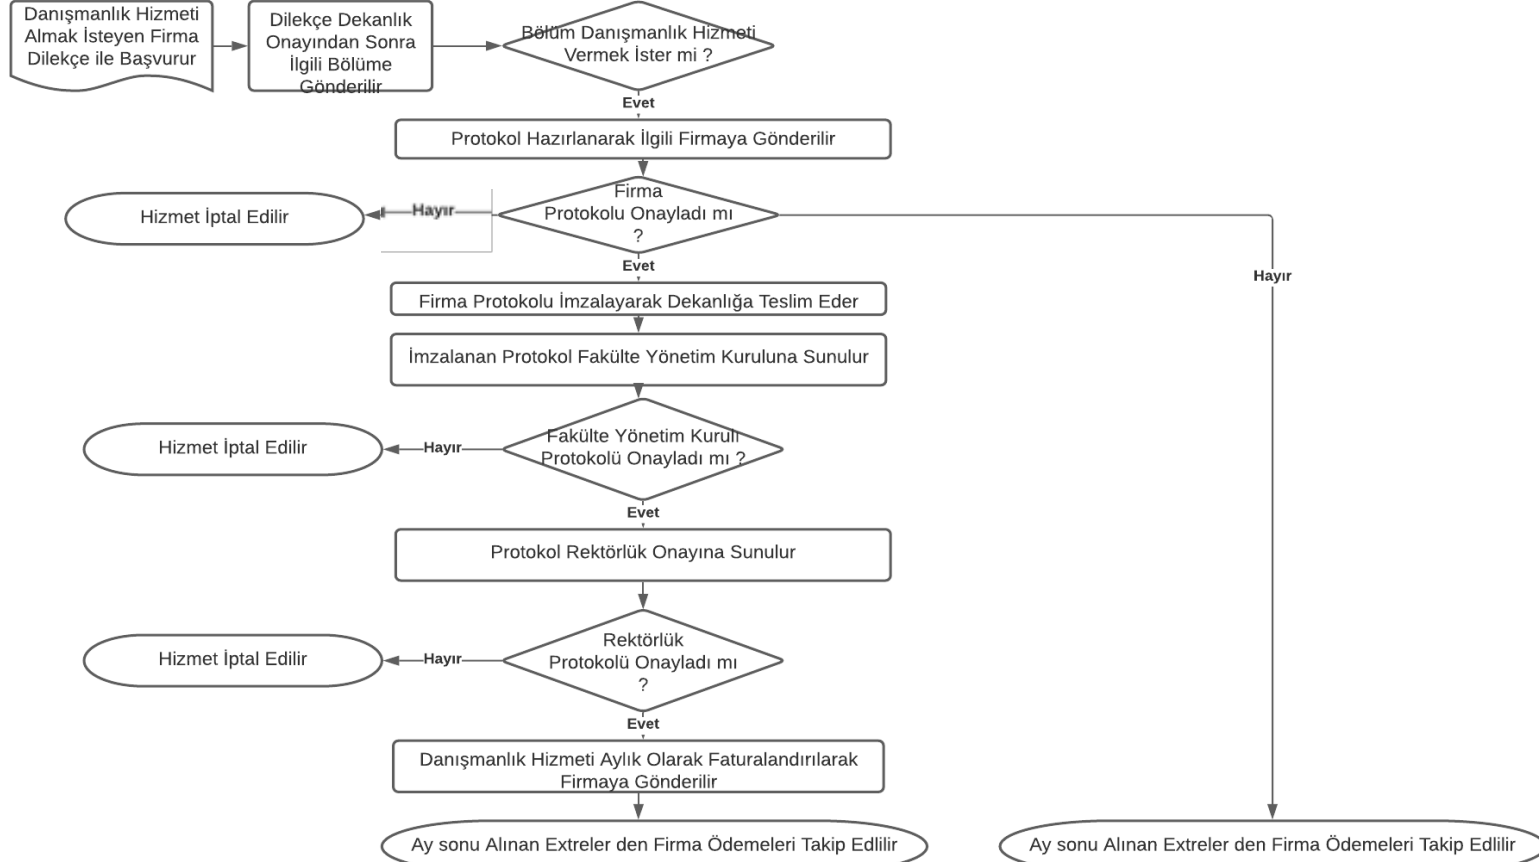 Danışmanlık Hizmeti
Almak İsteyen Firma
Dilekçe ile Başvurur
Dilekçe Dekanlık
Onayından Sonra
İlgili Bölüme
Gönderilir
Bölüm Danışmanlık Hizmeti
Vermek İster mi ?
Evet
Protokol Hazırlanarak İlgili Firmaya Gönderilir
Firma
Protokolu Onayladı mı
?
Hayır
Hizmet İptal Edilir
Hayır
Evet
Firma Protokolu İmzalayarak Dekanlığa Teslim Eder
İmzalanan Protokol Fakülte Yönetim Kuruluna Sunulur
Fakülte Yönetim Kurulı
Protokolü Onayladı mı ?
Hayır
Hizmet İptal Edilir
Evet
Protokol Rektörlük Onayına Sunulur
Rektörlük
Protokolü Onayladı mı
?
Hayır
Hizmet İptal Edilir
Evet
Danışmanlık Hizmeti Aylık Olarak Faturalandırılarak
Firmaya Gönderilir
Ay sonu Alınan Extreler den Firma Ödemeleri Takip Edlilir
Ay sonu Alınan Extreler den Firma Ödemeleri Takip Edlilir